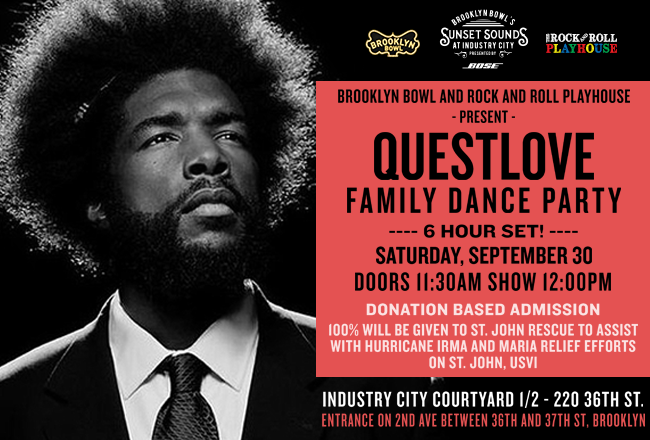 BROOKLYN BOWL
BROOKLYN BOWL'S
SUNSET SOUNDS
AT INDUSTRY CITY
PRESENTED BY
BOSE
THE ROCK AND ROLL
PLAYHOUSE
BROOKLYN BOWL AND ROCK AND ROLL PLAYHOUSE
- PRESENT -
QUESTLOVE
FAMILY DANCE PARTY
---- 6 HOUR SET! ----
SATURDAY, SEPTEMBER 30
DOORS 11:30AM SHOW 12:00PM
DONATION BASED ADMISSION
100% WILL BE GIVEN TO ST. JOHN RESCUE TO ASSIST
WITH HURRICANE IRMA AND MARIA RELIEF EFFORTS
ON ST. JOHN, USVI
INDUSTRY CITY COURTYARD 1/2 - 220 36TH ST.
ENTRANCE ON 2ND AVE BETWEEN 36TH AND 37TH ST, BROOKLYN